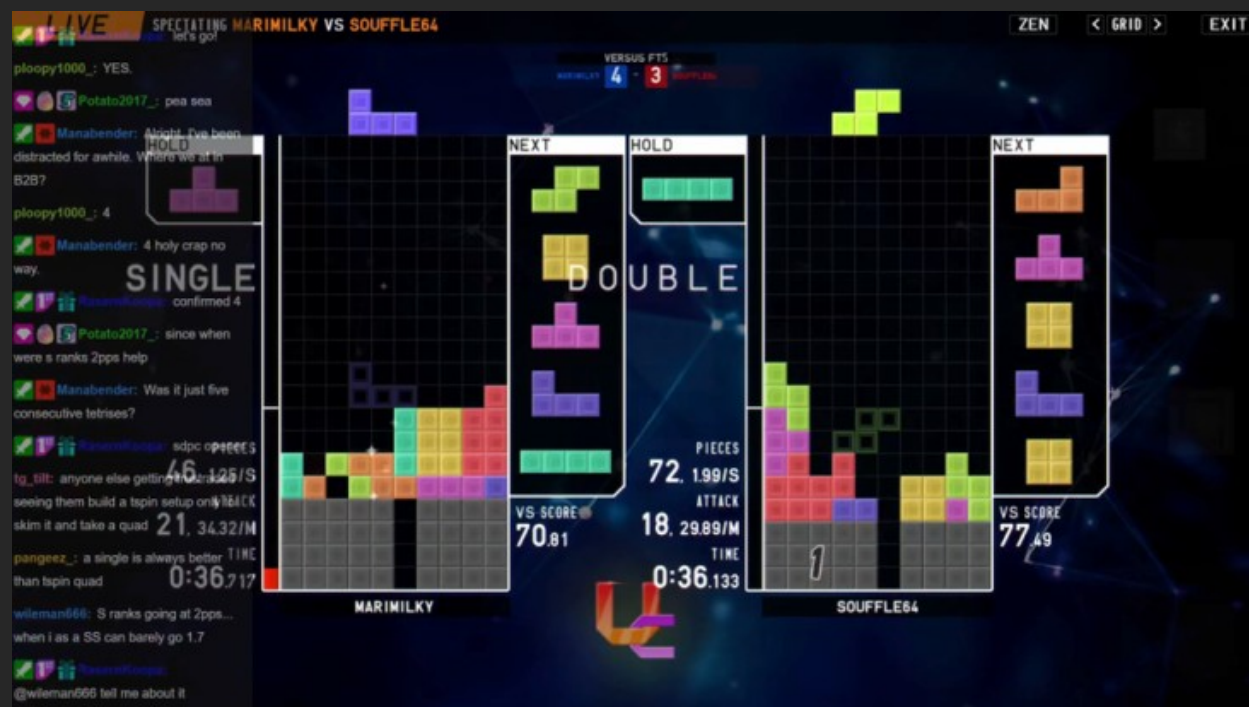 LIVE
SPECTATING MARIMILKY VS SOUFFLE64
ZEN
< GRID >
EXIT
let's go!
ploopy1000_: YES.
Potato2017_: pea sea
Manabender: Alright, I've been
distracted for awhile. Where we at in
B2B?
ploopy1000_: 4
Manabender: 4 holy crap no
way.
confirmed 4
Potato2017_: since when
were s ranks 2pps help
Manabender: Was it just five
consecutive tetrises?
sdpc
tg_tilt: anyone else getting
seeing them build a tspin setup only
skim it and take a quad
pangeez_: a single is always better
than tspin quad
wileman666: S ranks going at 2pps...
when i as a SS can barely go 1.7
@wileman666 tell me about it
VERSUS FT5
MARIMILKY 4 - 3 SOUFFLE64
HOLD
NEXT
SINGLE
PIECES
46, 1.25/S
ATTACK
21, 34.32/M
TIME
0:36.717
VS SCORE
70.81
MARIMILKY
HOLD
NEXT
DOUBLE
PIECES
72, 1.99/S
ATTACK
18, 29.89/M
TIME
0:36.133
VS SCORE
77.49
1
SOUFFLE64